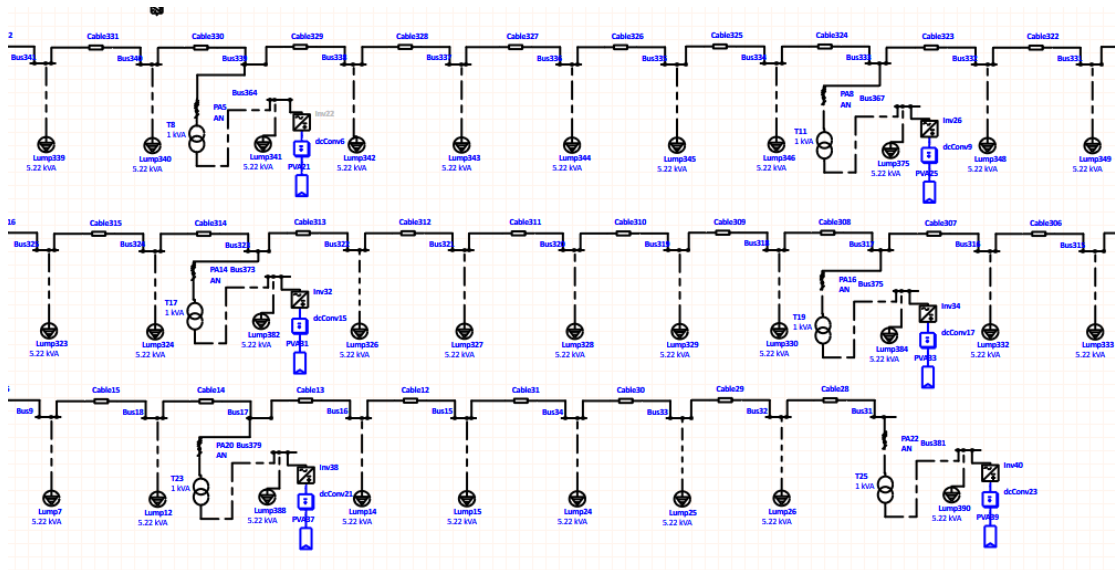 Cable331 Cable330 Cable329 Cable328 Cable327 Cable326 Cable325 Cable324 Cable323 Cable322
2
Bus341 Bus340 Bus339 Bus338 Bus337 Bus336 Bus335 Bus334 Bus333 Bus332 Bus331
PA5 Bus364 PA8 Bus367
AN AN
Inv22 Inv26
T8 T11
1 kVA 1 kVA
dcConv6 dcConv9
Lump339 Lump340 Lump341 Lump342 Lump343 Lump344 Lump345 Lump346 Lump375 Lump348 Lump349
5.22 kVA 5.22 kVA 5.22 kVA 5.22 kVA 5.22 kVA 5.22 kVA 5.22 kVA 5.22 kVA 5.22 kVA 5.22 kVA 5.22 kVA
PVA21 PVA25
16 Cable315 Cable314 Cable313 Cable312 Cable311 Cable310 Cable309 Cable308 Cable307 Cable306
Bus325 Bus324 Bus323 Bus322 Bus321 Bus320 Bus319 Bus318 Bus317 Bus316 Bus315
PA14 Bus373 PA16 Bus375
AN AN
Inv32 Inv34
T17 T19
1 kVA 1 kVA
dcConv15 dcConv17
Lump323 Lump324 Lump382 Lump326 Lump327 Lump328 Lump329 Lump330 Lump384 Lump332 Lump333
5.22 kVA 5.22 kVA 5.22 kVA 5.22 kVA 5.22 kVA 5.22 kVA 5.22 kVA 5.22 kVA 5.22 kVA 5.22 kVA 5.22 kVA
PVA31 PVA33
Cable15 Cable14 Cable13 Cable12 Cable31 Cable30 Cable29 Cable28
Bus9 Bus18 Bus17 Bus16 Bus15 Bus34 Bus33 Bus32 Bus31
PA20 Bus379 PA22 Bus381
AN AN
Inv38 Inv40
T23 T25
1 kVA 1 kVA
dcConv21 dcConv23
Lump7 Lump12 Lump388 Lump14 Lump15 Lump24 Lump25 Lump26 Lump390
5.22 kVA 5.22 kVA 5.22 kVA 5.22 kVA 5.22 kVA 5.22 kVA 5.22 kVA 5.22 kVA 5.22 kVA
PVA37 PVA39